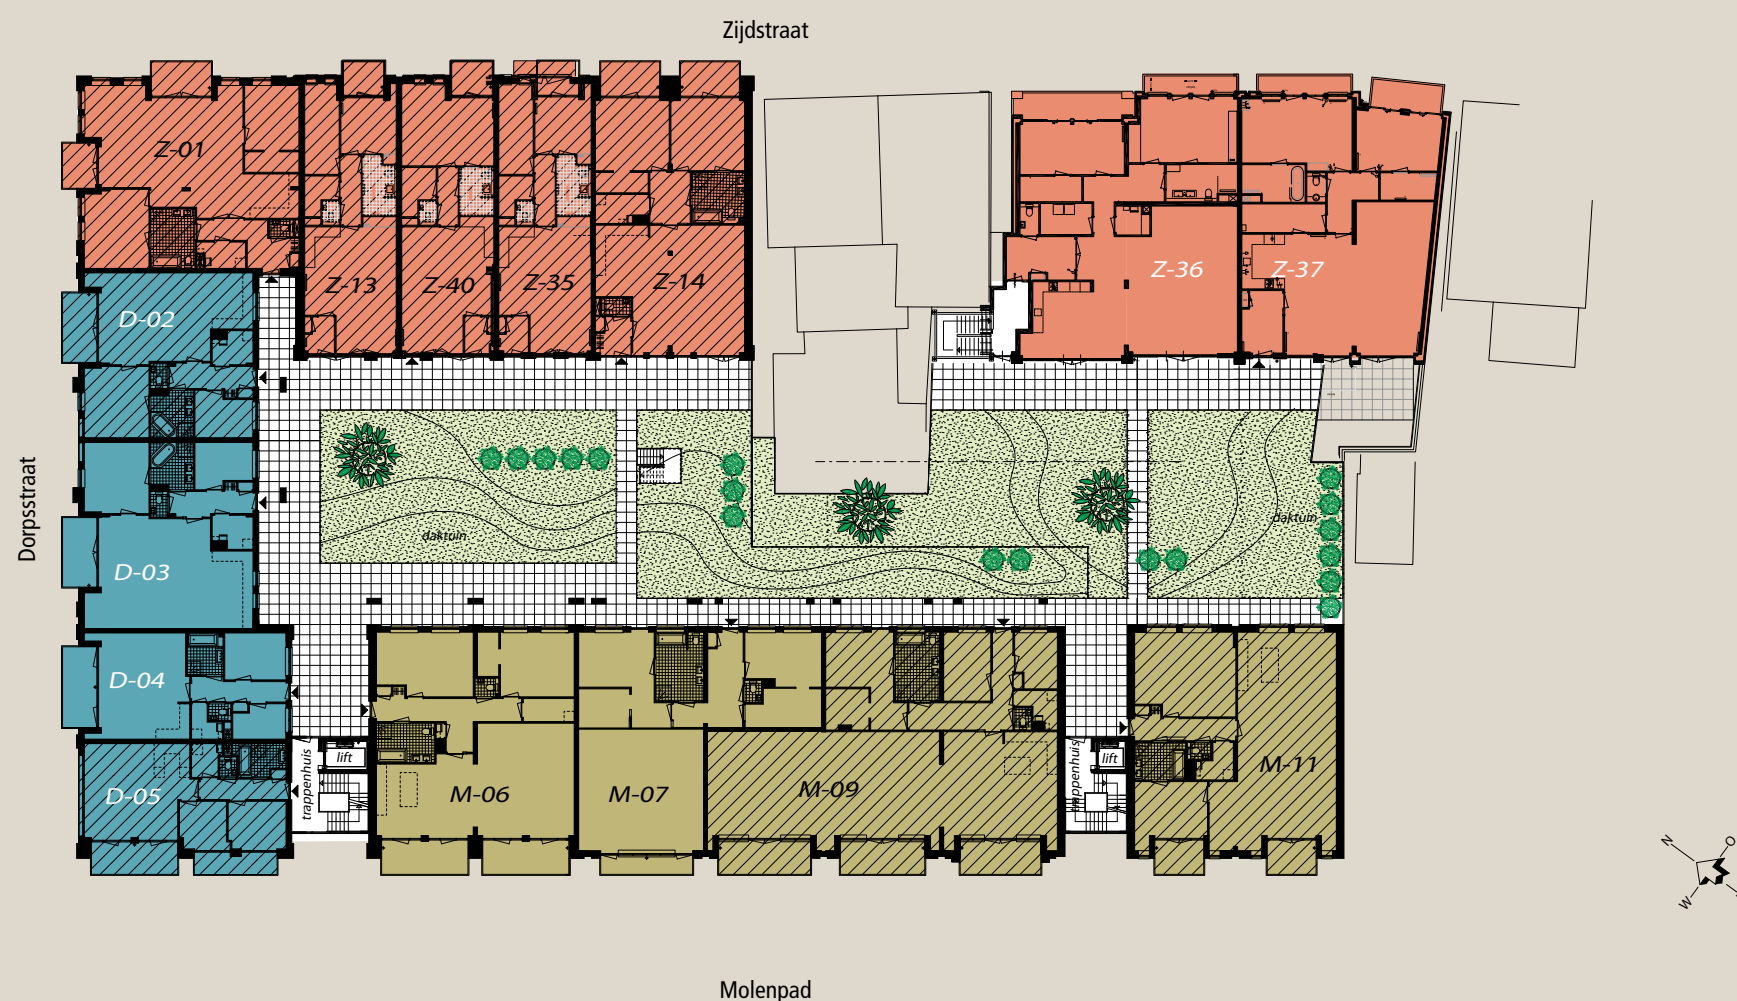 Zijdstraat
Z-01
Z-13
Z-40
Z-35
Z-14
Z-36
Z-37
D-02
Dorpsstraat
D-03
daktuin
daktuin
D-04
D-05
trappenhuis
lift
M-06
M-07
M-09
trappenhuis
lift
M-11
N
O
W
Molenpad